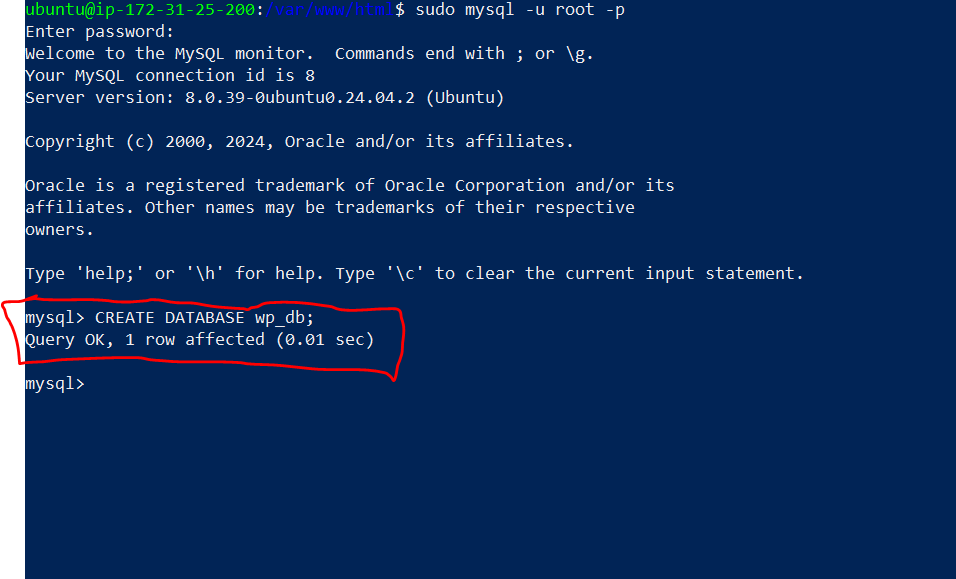 ubuntu@ip-172-31-25-200:/var/www/html$ sudo mysql -u root -p
Enter password:
Welcome to the MySQL monitor.  Commands end with ; or \g.
Your MySQL connection id is 8
Server version: 8.0.39-0ubuntu0.24.04.2 (Ubuntu)
Copyright (c) 2000, 2024, Oracle and/or its affiliates.
Oracle is a registered trademark of Oracle Corporation and/or its
affiliates. Other names may be trademarks of their respective
owners.
Type 'help;' or '\h' for help. Type '\c' to clear the current input statement.
mysql> CREATE DATABASE wp_db;
Query OK, 1 row affected (0.01 sec)
mysql>